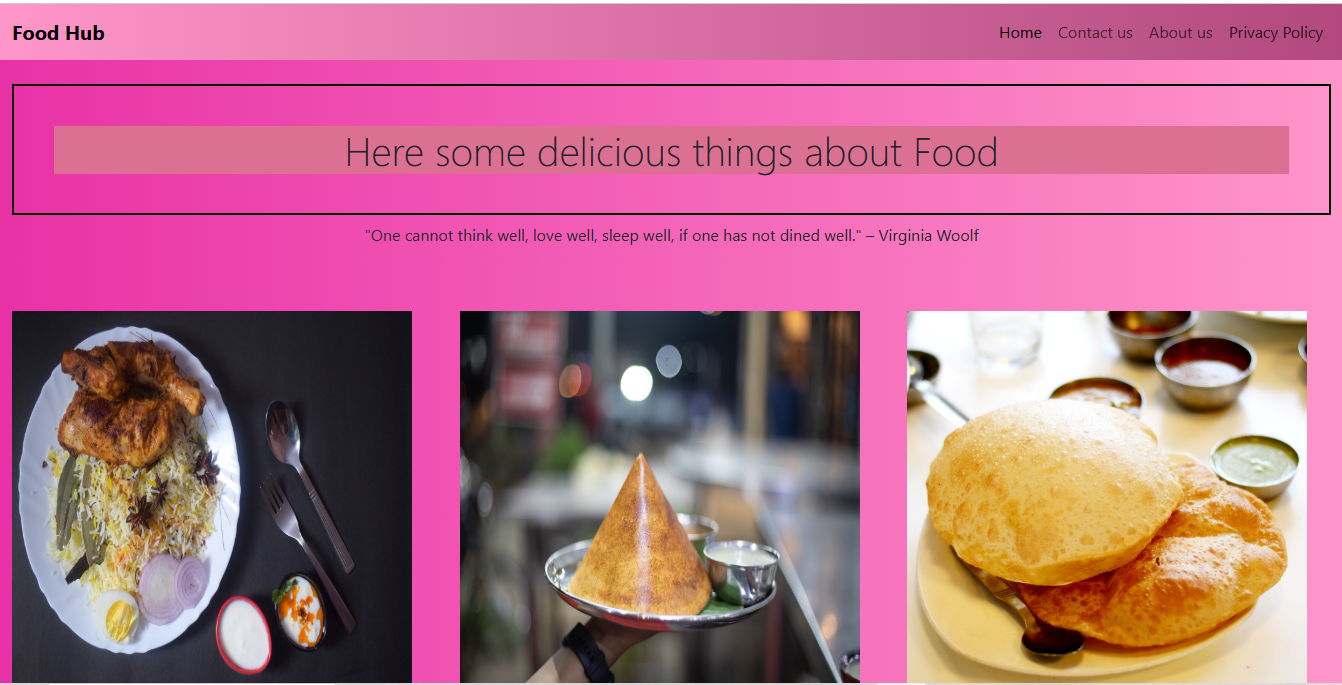 Food Hub
Home Contact us About us Privacy Policy
Here some delicious things about Food
"One cannot think well, love well, sleep well, if one has not dined well." – Virginia Woolf